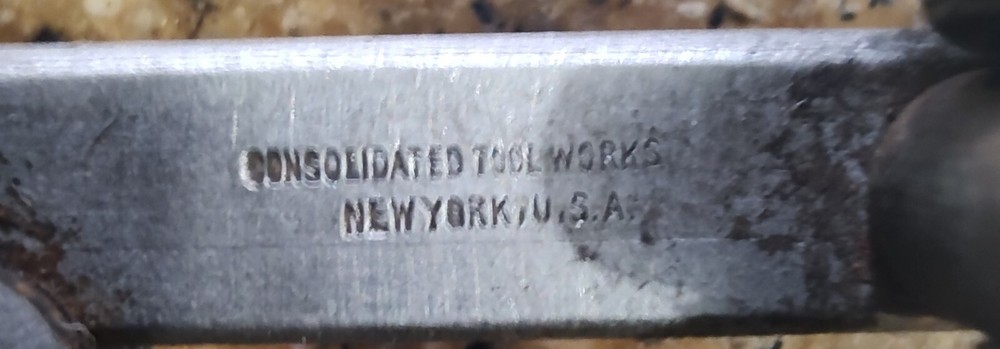 CONSOLIDATED TOOL WORKS
NEW YORK, U.S.A.